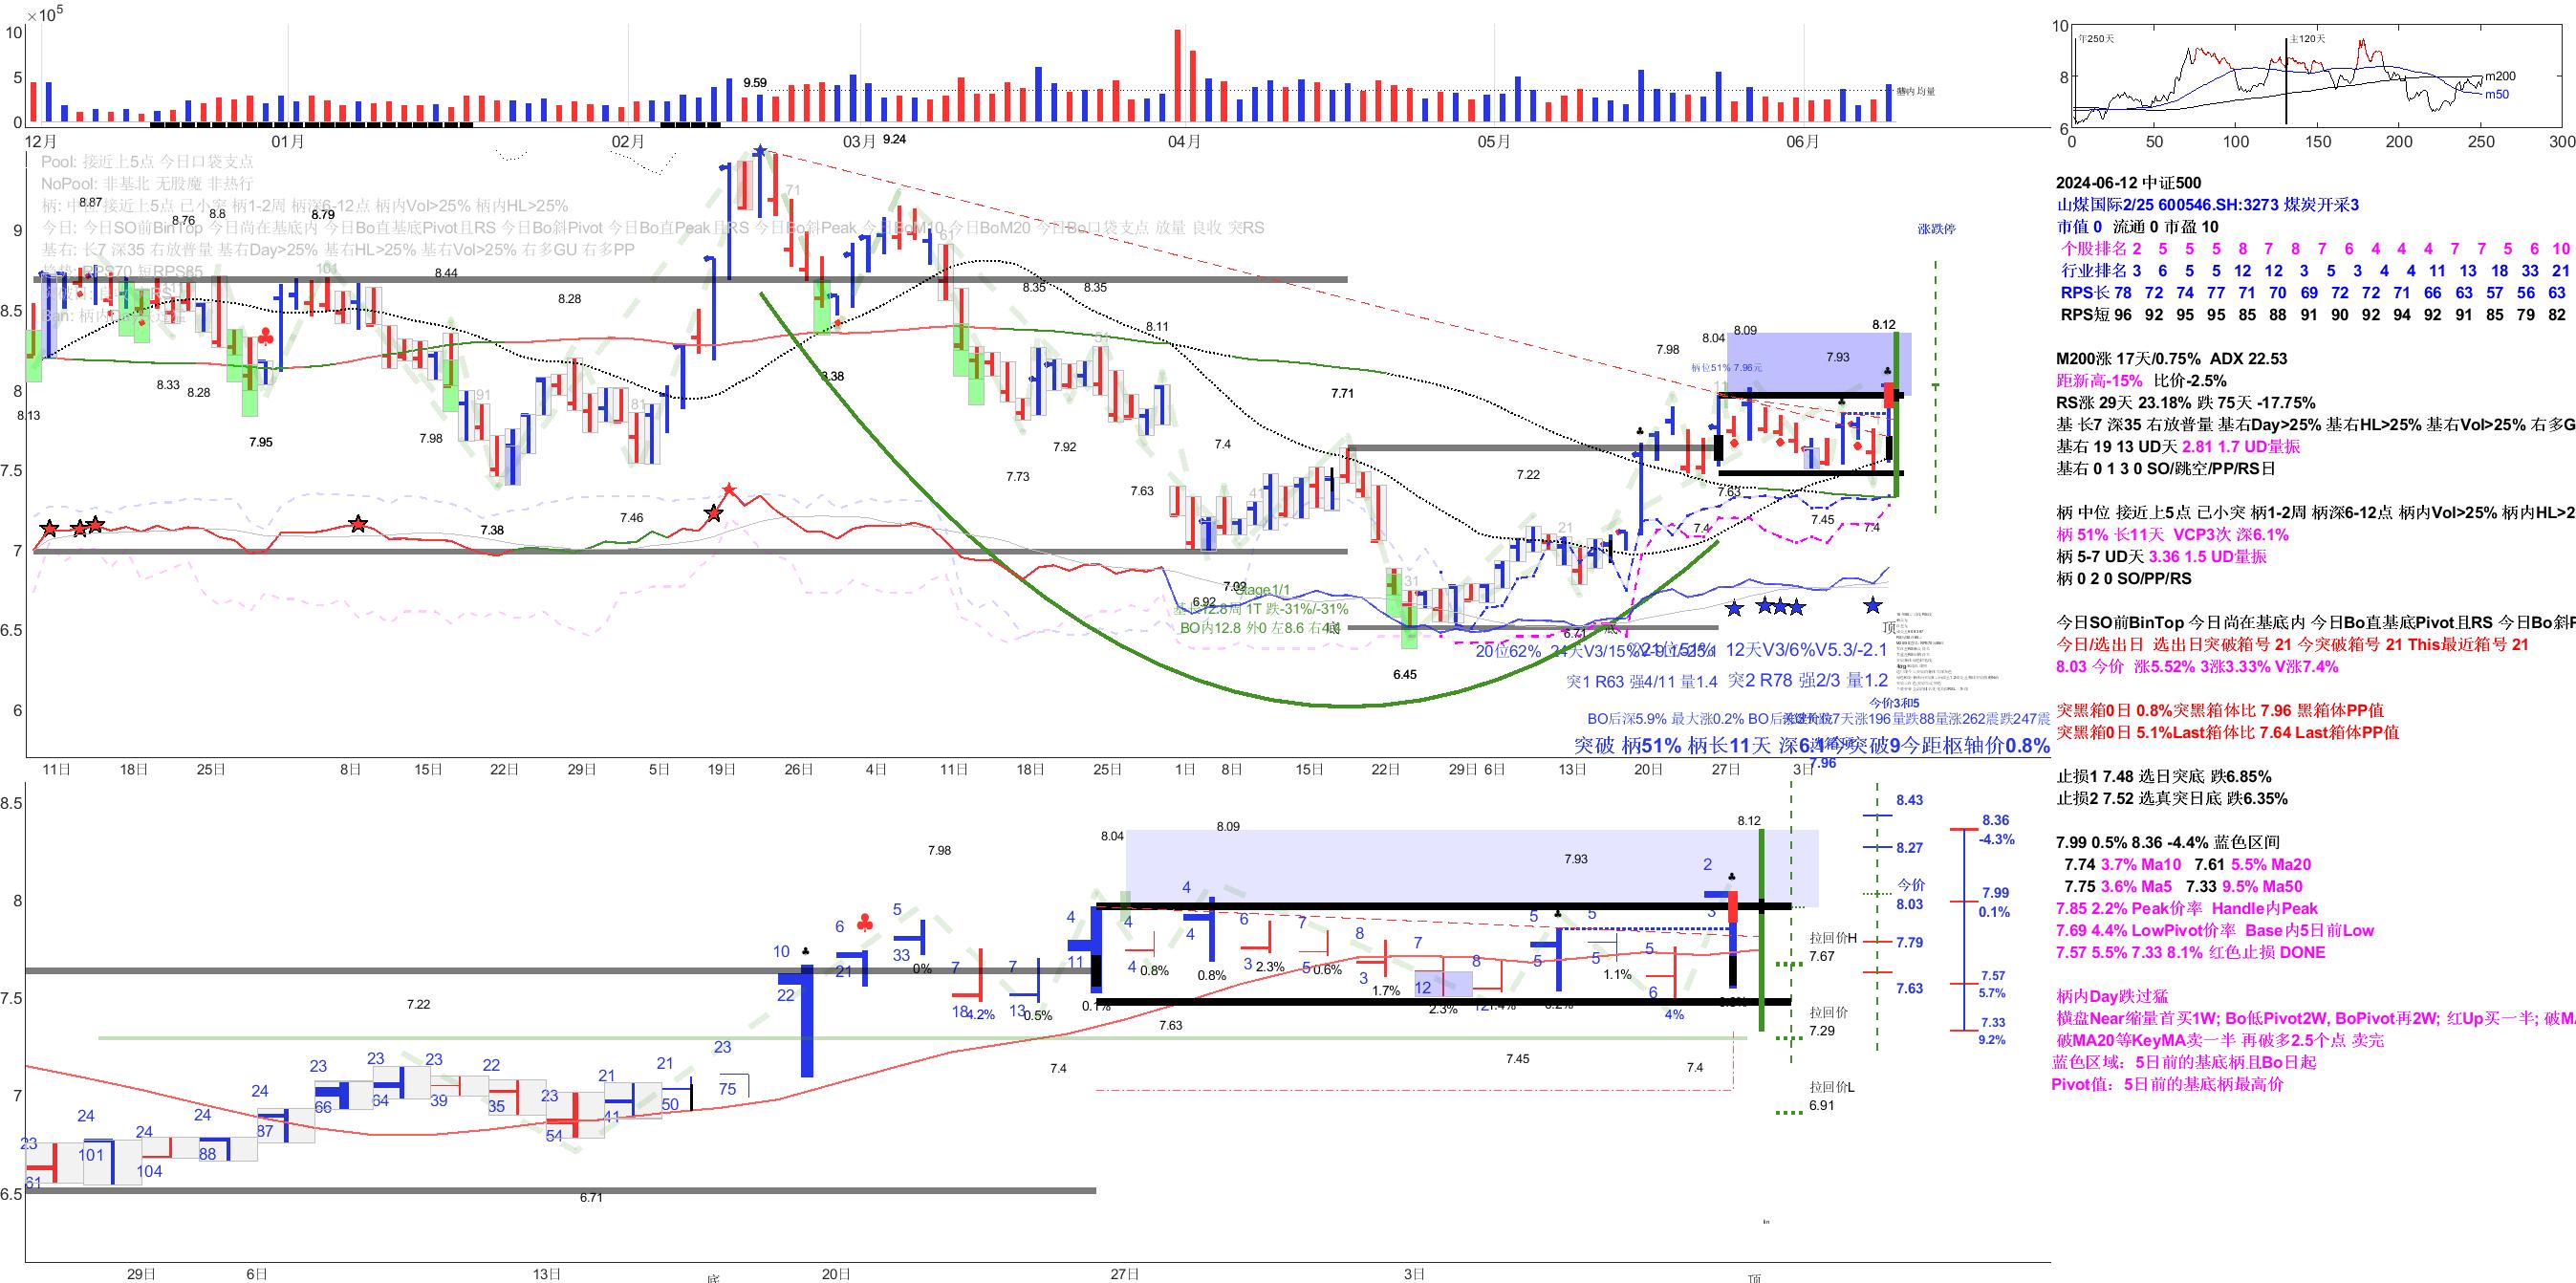 ×10⁵
10
5
0
9.59
基内均量
12月 01月 02月 03月 9.24 04月 05月 06月
Pool: 接近上5点 今日口袋支点
NoPool: 非基北 无股魔 非热行
柄: 中位 接近上5点 已小突 柄1-2周 柄深6-12点 柄内Vol>25% 柄内HL>25%
今日: 今日SO前BinTop 今日尚在基底内 今日Bo直基底Pivot且RS 今日Bo斜Pivot 今日Bo直Peak且RS 今日Bo斜Peak 今日BoM10 今日BoM20 今日Bo口袋支点 放量 良收 突RS
基右: 长7 深35 右放普量 基右Day>25% 基右HL>25% 基右Vol>25% 右多GU 右多PP
RPS70 短RPS85
9
8.5
8
7.5
7
6.5
6
8.87
8.76
8.8
8.79
8.44
8.28
8.35
8.35
8.11
8.13
8.33
8.28
7.95
7.98
7.38
7.46
8.38
7.73
7.92
7.63
7.4
7.71
7.02
6.92
6.45
7.22
6.71
7.98
8.04
8.09
7.93
8.12
7.63
7.4
7.45
7.4
101
91
81
71
61
51
41
31
21
11
涨跌停
柄位51% 7.96元
Stage1/1
基长12.8周 1T 跌-31%/-31%
BO内12.8 外0 左8.6 右4.4
底
底
顶
20位62% 24天V3/15%V-9.1/-25.1
21位/51% 12天V3/6%V5.3/-2.1
突1 R63 强4/11 量1.4 突2 R78 强2/3 量1.2
今价3和5
BO后深5.9% 最大涨0.2%
7天涨196量跌88量涨262震跌247震
突破 柄51% 柄长11天 深6.1 今突破9今距枢轴价0.8%
7.96
11日 18日 25日 8日 15日 22日 29日 5日 19日 26日 4日 11日 18日 25日 1日 8日 15日 22日 29日 6日 13日 20日 27日 3日
8.5
8
7.5
7
6.5
7.22
6.71
7.98
8.04
8.09
7.93
8.12
7.63
7.4
7.45
7.4
23 24 24 24 24 23 23 23 22 23 21 21 23 10 6 5 7 7 4 4 4 6 7 8 7 8 5 5 5 2
61 101 104 88 87 66 64 39 35 54 41 50 75 22 21 33 18 13 11 4 4 3 5 3 12 12 5 5 6 3
0% 4.2% 0.5% 0.1% 0.8% 0.8% 2.3% 0.6% 1.7% 2.3% 1.4% 1.1% 4%
拉回价H
7.67
拉回价
7.29
拉回价L
6.91
8.43
8.27
今价
8.03
7.79
7.63
8.36
-4.3%
7.99
0.1%
7.57
5.7%
7.33
9.2%
29日 6日 13日 底 20日 27日 3日 顶
10
8
6
年250天
主120天
m200
m50
0 50 100 150 200 250 300
2024-06-12 中证500
山煤国际2/25 600546.SH:3273 煤炭开采3
市值 0 流通 0 市盈 10
个股排名 2 5 5 5 8 7 8 7 6 4 4 4 7 7 5 6 10
行业排名 3 6 5 5 12 12 3 5 3 4 4 11 13 18 33 21
RPS长 78 72 74 77 71 70 69 72 72 71 66 63 57 56 63
RPS短 96 92 95 95 85 88 91 90 92 94 92 91 85 79 82
M200涨 17天/0.75% ADX 22.53
距新高-15% 比价-2.5%
RS涨 29天 23.18% 跌 75天 -17.75%
基 长7 深35 右放普量 基右Day>25% 基右HL>25% 基右Vol>25% 右多G
基右 19 13 UD天 2.81 1.7 UD量振
基右 0 1 3 0 SO/跳空/PP/RS日
柄 中位 接近上5点 已小突 柄1-2周 柄深6-12点 柄内Vol>25% 柄内HL>2
柄 51% 长11天 VCP3次 深6.1%
柄 5-7 UD天 3.36 1.5 UD量振
柄 0 2 0 SO/PP/RS
今日SO前BinTop 今日尚在基底内 今日Bo直基底Pivot且RS 今日Bo斜P
今日/选出日 选出日突破箱号 21 今突破箱号 21 This最近箱号 21
8.03 今价 涨5.52% 3涨3.33% V涨7.4%
突黑箱0日 0.8%突黑箱体比 7.96 黑箱体PP值
突黑箱0日 5.1%Last箱体比 7.64 Last箱体PP值
止损1 7.48 选日突底 跌6.85%
止损2 7.52 选真突日底 跌6.35%
7.99 0.5% 8.36 -4.4% 蓝色区间
7.74 3.7% Ma10 7.61 5.5% Ma20
7.75 3.6% Ma5 7.33 9.5% Ma50
7.85 2.2% Peak价率 Handle内Peak
7.69 4.4% LowPivot价率 Base内5日前Low
7.57 5.5% 7.33 8.1% 红色止损 DONE
柄内Day跌过猛
横盘Near缩量首买1W; Bo低Pivot2W, BoPivot再2W; 红Up买一半; 破M
破MA20等KeyMA卖一半 再破多2.5个点 卖完
蓝色区域：5日前的基底柄且Bo日起
Pivot值：5日前的基底柄最高价